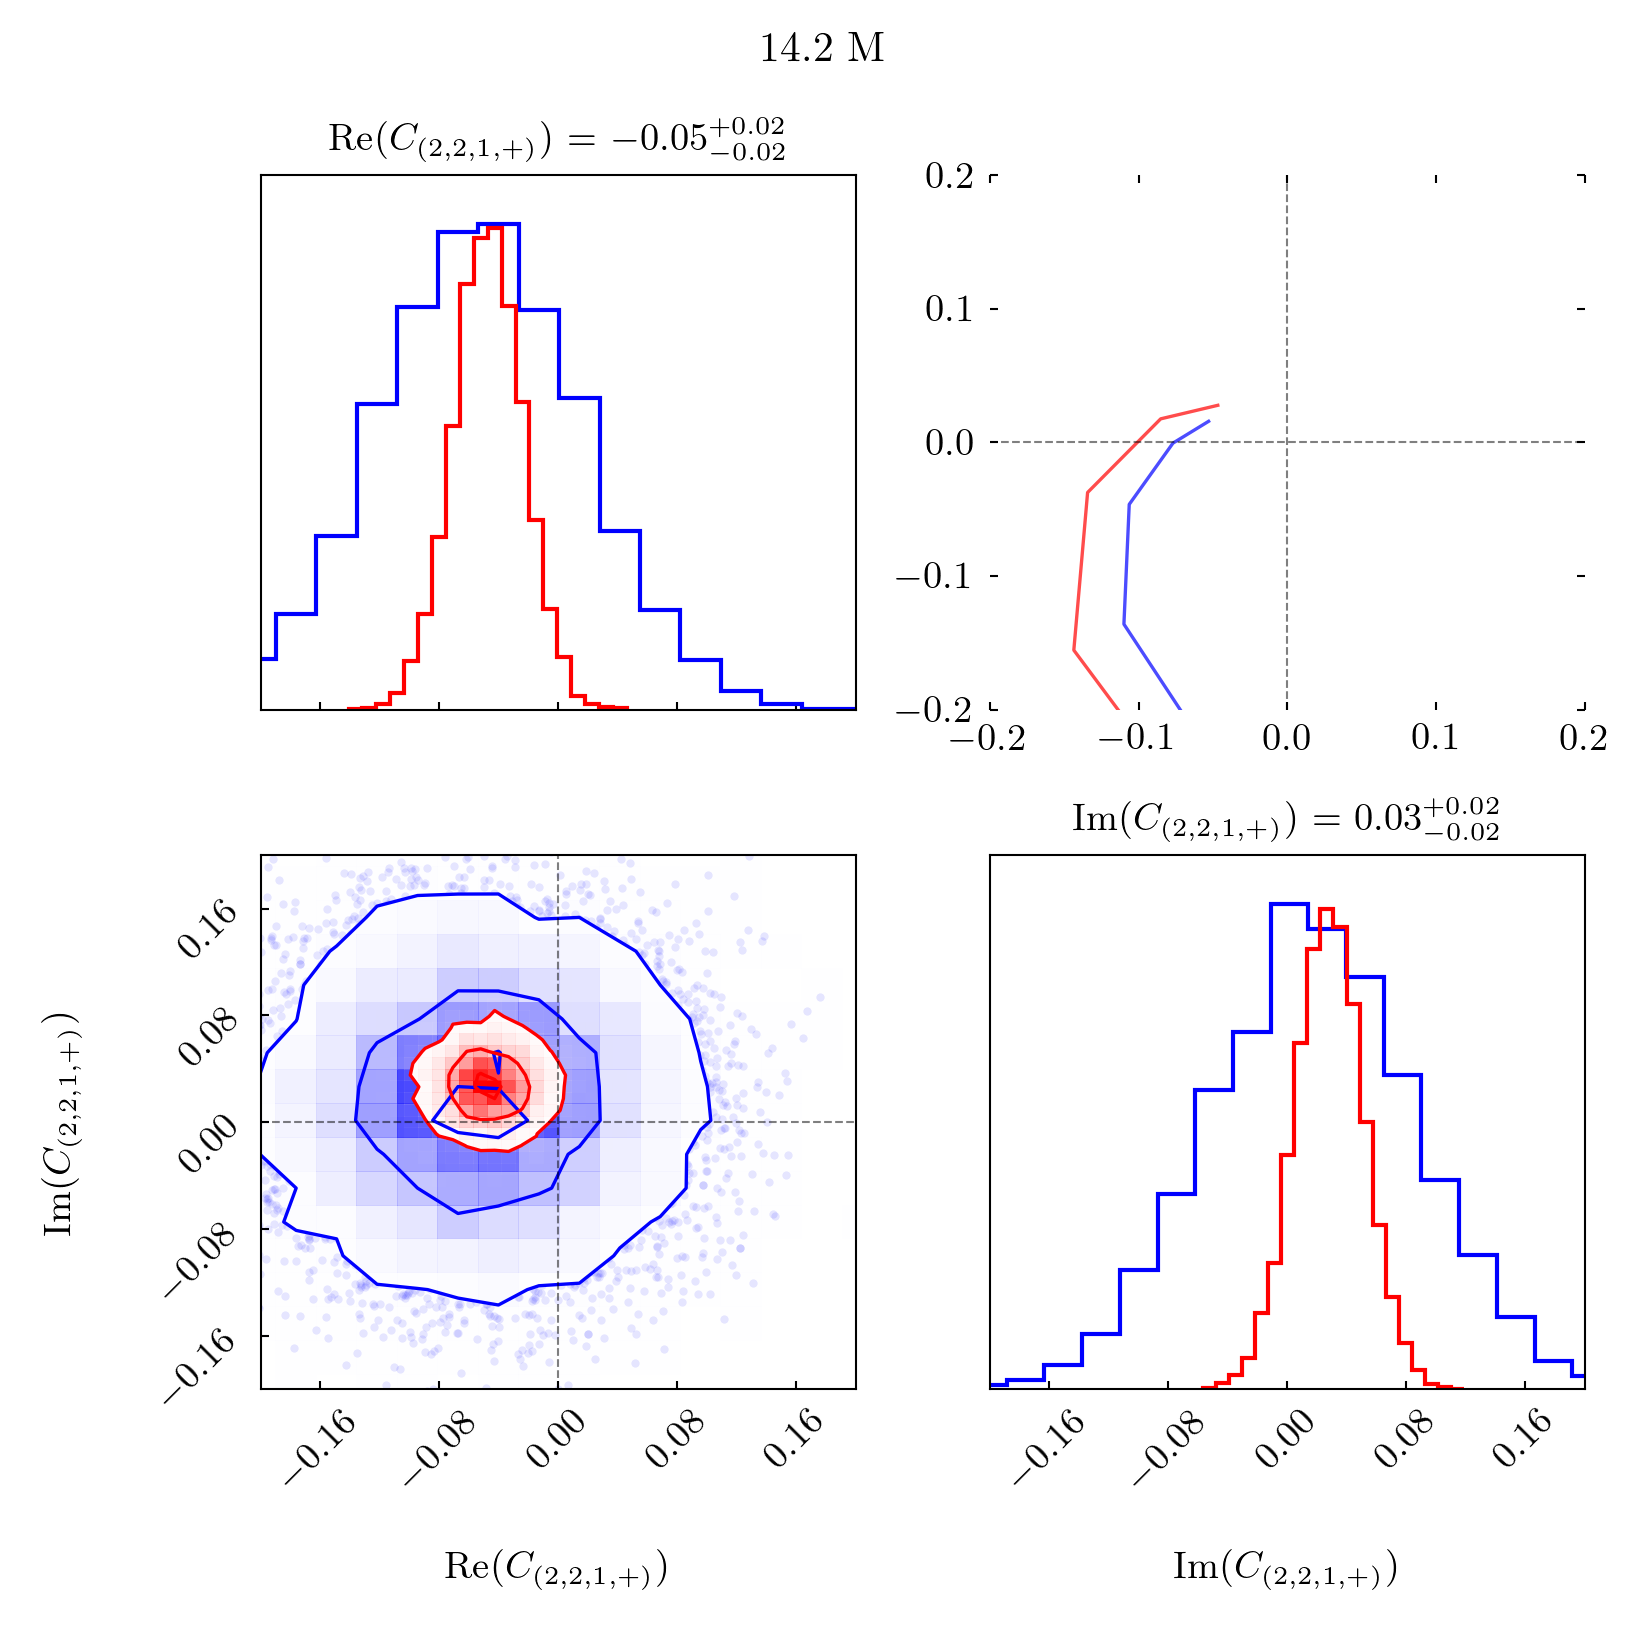 14.2 M
Re(C_{(2,2,1,+)}) = −0.05^{+0.02}_{−0.02}
0.2
0.1
0.0
−0.1
−0.2
−0.2 −0.1 0.0 0.1 0.2
Im(C_{(2,2,1,+)}) = 0.03^{+0.02}_{−0.02}
Im(C_{(2,2,1,+)})
0.16
0.08
0.00
−0.08
−0.16
−0.16 −0.08 0.00 0.08 0.16
−0.16 −0.08 0.00 0.08 0.16
Re(C_{(2,2,1,+)})
Im(C_{(2,2,1,+)})